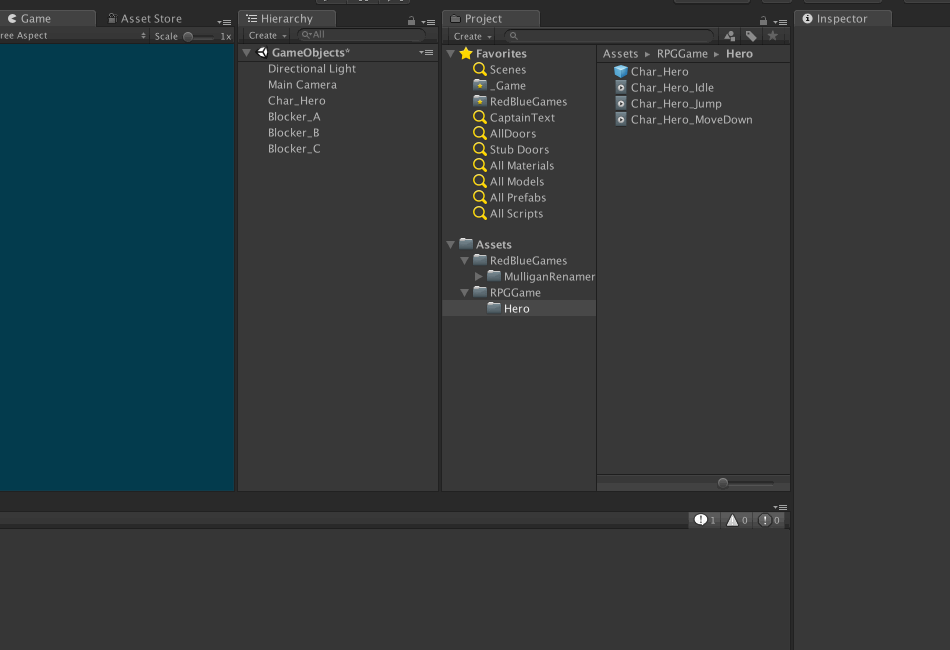 Game
Asset Store
ree Aspect
Scale
1x
Hierarchy
Create
All
GameObjects*
Directional Light
Main Camera
Char_Hero
Blocker_A
Blocker_B
Blocker_C
Project
Create
Favorites
Scenes
_Game
RedBlueGames
CaptainText
AllDoors
Stub Doors
All Materials
All Models
All Prefabs
All Scripts
Assets
RedBlueGames
MulliganRenamer
RPGGame
Hero
Assets ▸ RPGGame ▸ Hero
Char_Hero
Char_Hero_Idle
Char_Hero_Jump
Char_Hero_MoveDown
Inspector
1
0
0